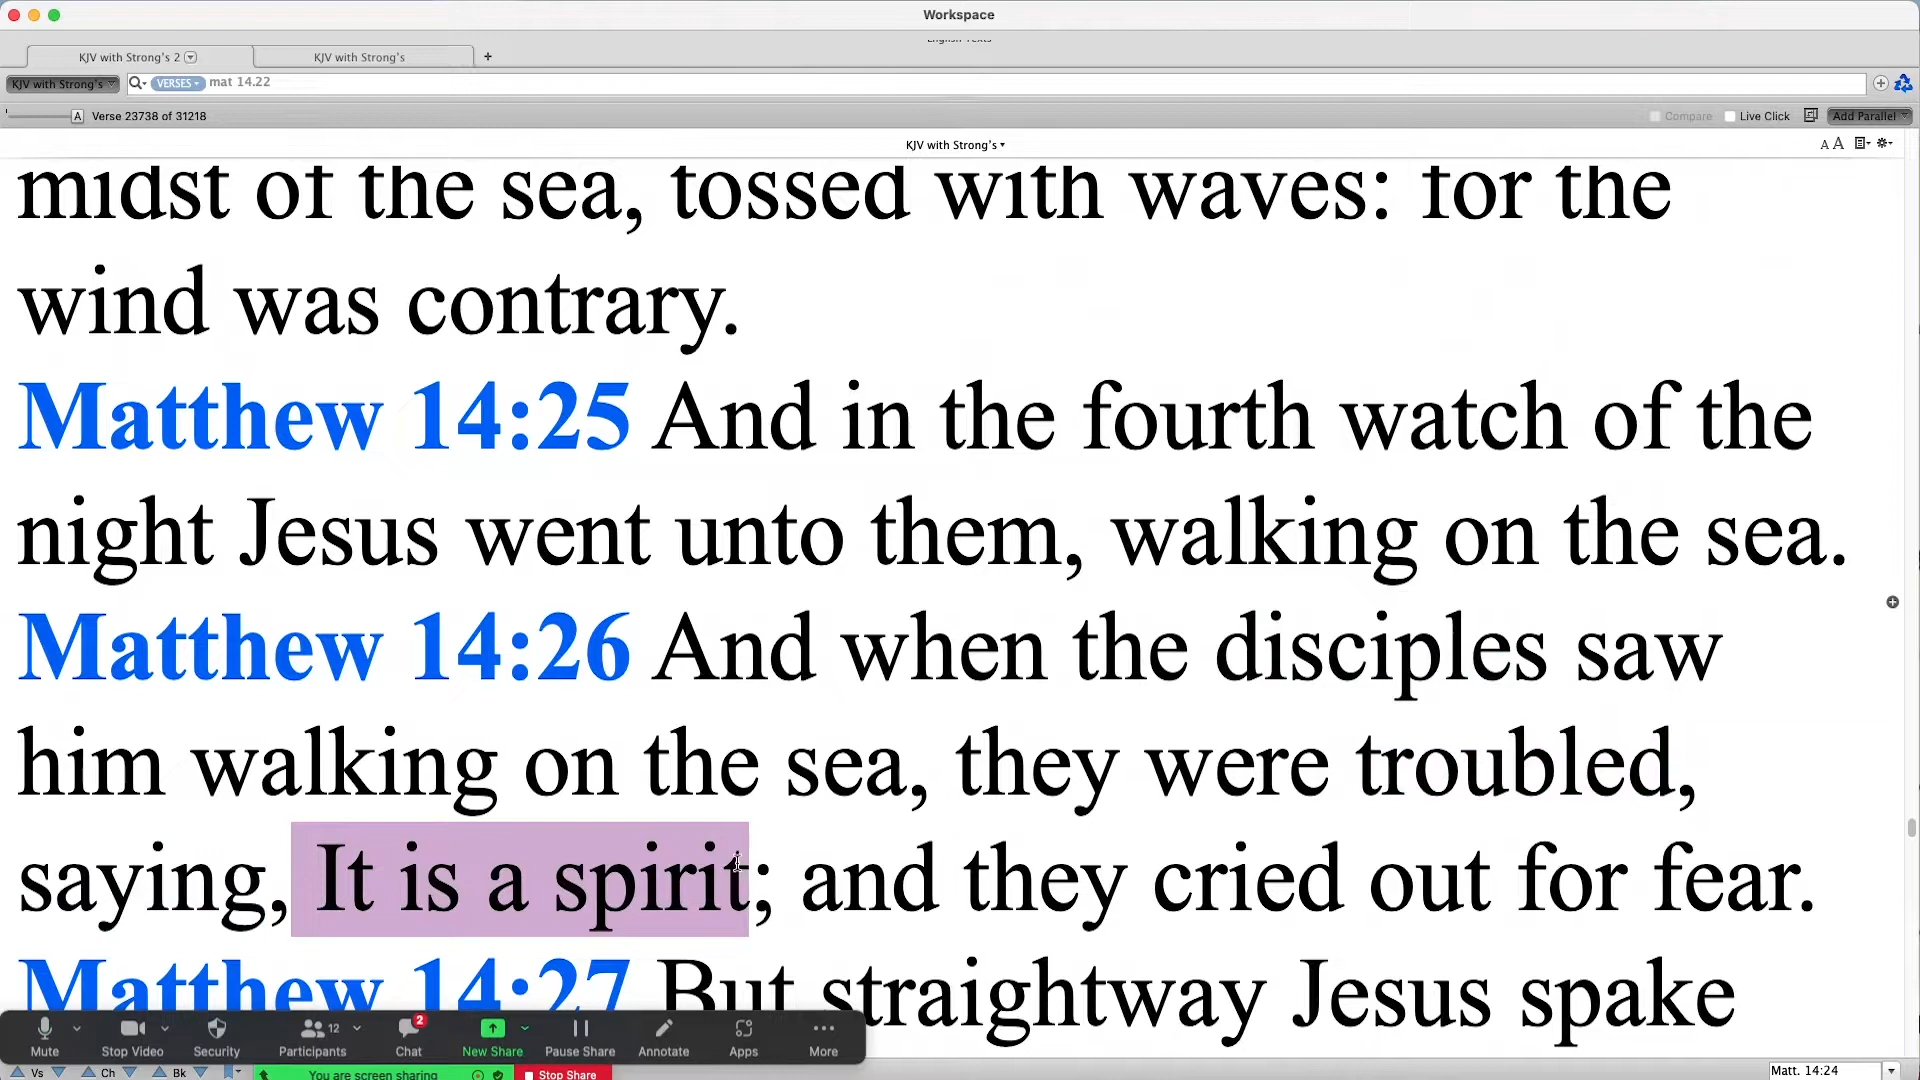 Workspace
English Texts
KJV with Strong's 2
KJV with Strong's
+
KJV with Strong's
VERSES
mat 14.22
A
Verse 23738 of 31218
Compare
Live Click
Add Parallel
KJV with Strong's
A A
midst of the sea, tossed with waves: for the
wind was contrary.
Matthew 14:25 And in the fourth watch of the
night Jesus went unto them, walking on the sea.
Matthew 14:26 And when the disciples saw
him walking on the sea, they were troubled,
saying, It is a spirit; and they cried out for fear.
Matthew 14:27 But straightway Jesus spake
12
2
Mute
Stop Video
Security
Participants
Chat
New Share
Pause Share
Annotate
Apps
More
Vs
Ch
Bk
You are screen sharing
Stop Share
Matt. 14:24